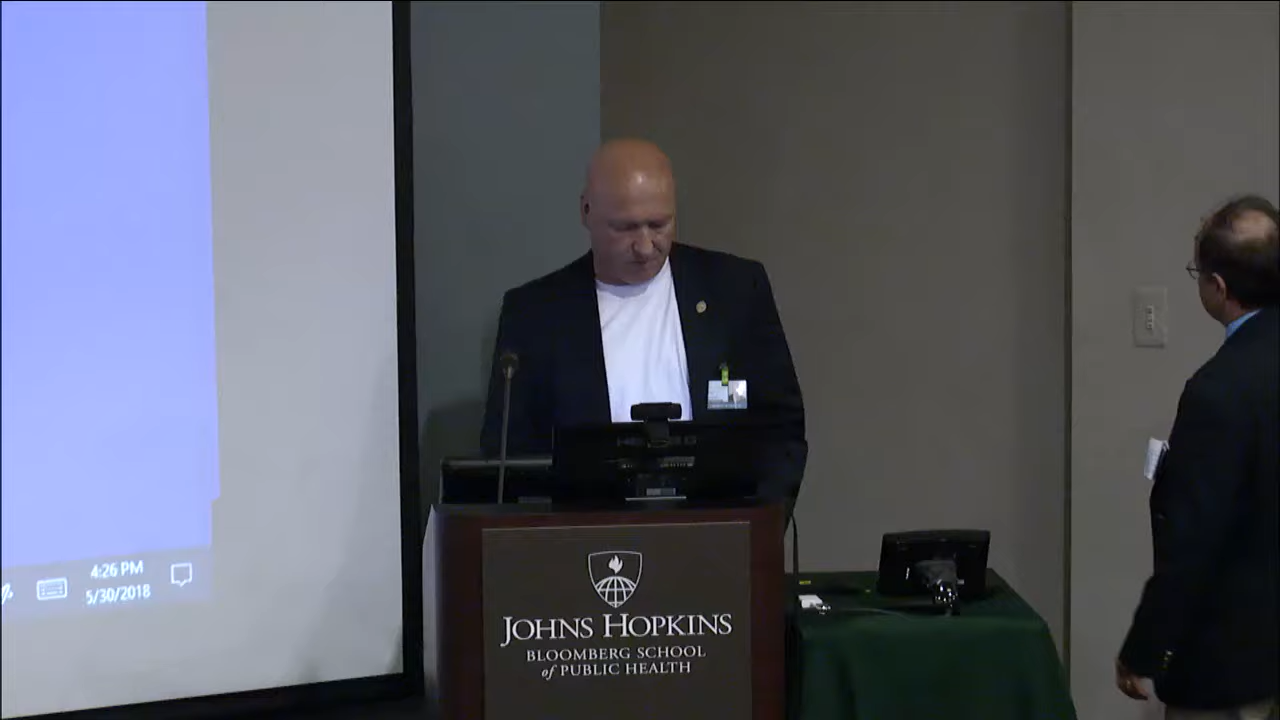 4:26 PM
5/30/2018
JOHNS HOPKINS
BLOOMBERG SCHOOL
of PUBLIC HEALTH